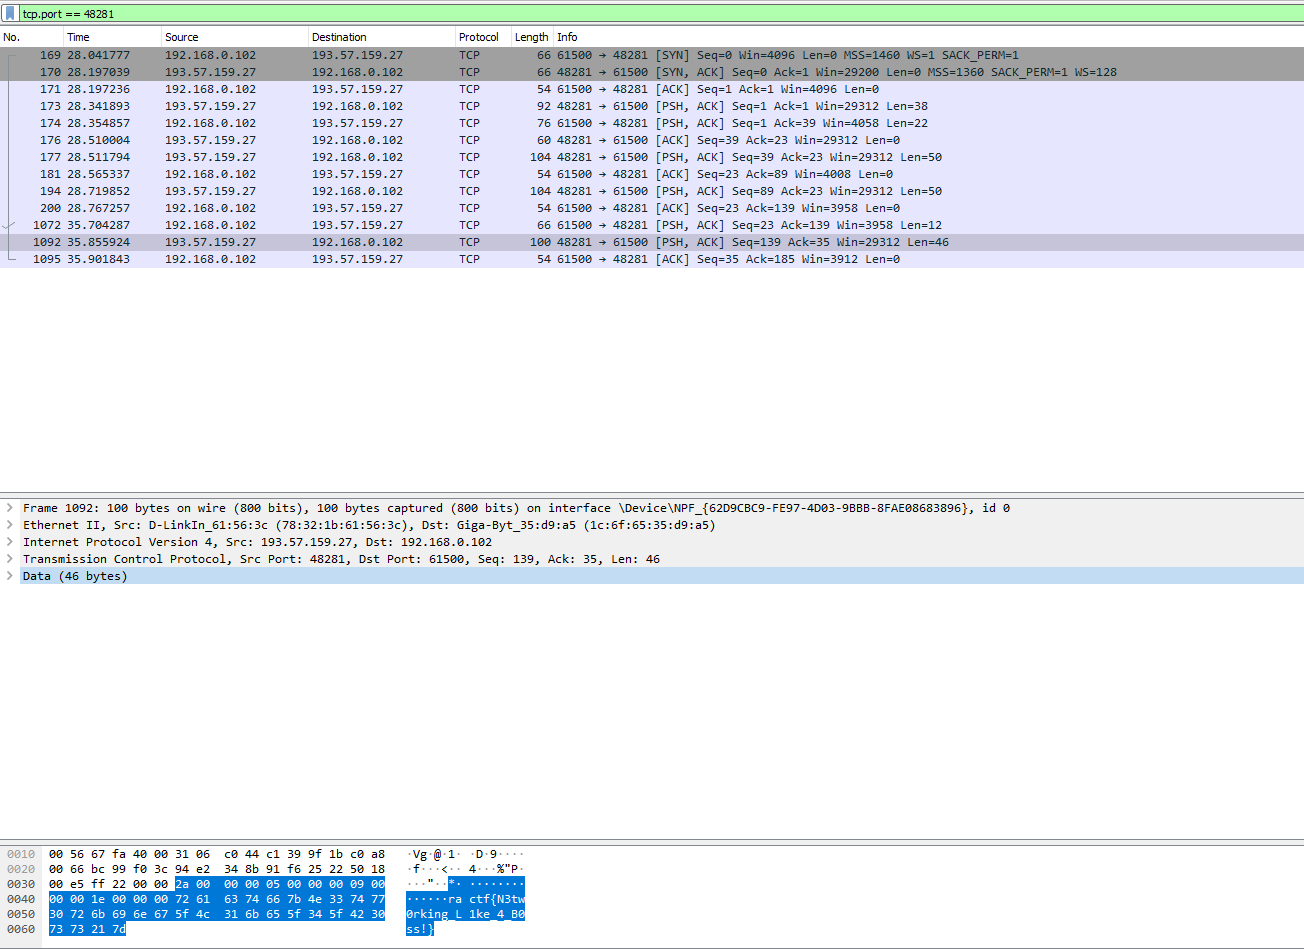 tcp.port == 48281
No. Time Source Destination Protocol Length Info
169 28.041777 192.168.0.102 193.57.159.27 TCP 66 61500 → 48281 [SYN] Seq=0 Win=4096 Len=0 MSS=1460 WS=1 SACK_PERM=1
170 28.197039 193.57.159.27 192.168.0.102 TCP 66 48281 → 61500 [SYN, ACK] Seq=0 Ack=1 Win=29200 Len=0 MSS=1360 SACK_PERM=1 WS=128
171 28.197236 192.168.0.102 193.57.159.27 TCP 54 61500 → 48281 [ACK] Seq=1 Ack=1 Win=4096 Len=0
173 28.341893 193.57.159.27 192.168.0.102 TCP 92 48281 → 61500 [PSH, ACK] Seq=1 Ack=1 Win=29312 Len=38
174 28.354857 192.168.0.102 193.57.159.27 TCP 76 61500 → 48281 [PSH, ACK] Seq=1 Ack=39 Win=4058 Len=22
176 28.510004 193.57.159.27 192.168.0.102 TCP 60 48281 → 61500 [ACK] Seq=39 Ack=23 Win=29312 Len=0
177 28.511794 193.57.159.27 192.168.0.102 TCP 104 48281 → 61500 [PSH, ACK] Seq=39 Ack=23 Win=29312 Len=50
181 28.565337 192.168.0.102 193.57.159.27 TCP 54 61500 → 48281 [ACK] Seq=23 Ack=89 Win=4008 Len=0
194 28.719852 193.57.159.27 192.168.0.102 TCP 104 48281 → 61500 [PSH, ACK] Seq=89 Ack=23 Win=29312 Len=50
200 28.767257 192.168.0.102 193.57.159.27 TCP 54 61500 → 48281 [ACK] Seq=23 Ack=139 Win=3958 Len=0
1072 35.704287 192.168.0.102 193.57.159.27 TCP 66 61500 → 48281 [PSH, ACK] Seq=23 Ack=139 Win=3958 Len=12
1092 35.855924 193.57.159.27 192.168.0.102 TCP 100 48281 → 61500 [PSH, ACK] Seq=139 Ack=35 Win=29312 Len=46
1095 35.901843 192.168.0.102 193.57.159.27 TCP 54 61500 → 48281 [ACK] Seq=35 Ack=185 Win=3912 Len=0
Frame 1092: 100 bytes on wire (800 bits), 100 bytes captured (800 bits) on interface \Device\NPF_{62D9CBC9-FE97-4D03-9BBB-8FAE08683896}, id 0
Ethernet II, Src: D-LinkIn_61:56:3c (78:32:1b:61:56:3c), Dst: Giga-Byt_35:d9:a5 (1c:6f:65:35:d9:a5)
Internet Protocol Version 4, Src: 193.57.159.27, Dst: 192.168.0.102
Transmission Control Protocol, Src Port: 48281, Dst Port: 61500, Seq: 139, Ack: 35, Len: 46
Data (46 bytes)
0010 00 56 67 fa 40 00 31 06 c0 44 c1 39 9f 1b c0 a8 ·Vg·@·1· ·D·9····
0020 00 66 bc 99 f0 3c 94 e2 34 8b 91 f6 25 22 50 18 ·f···<·· 4···%"P·
0030 00 e5 ff 22 00 00 2a 00 00 00 05 00 00 00 09 00 ···"··*· ········
0040 00 00 1e 00 00 00 72 61 63 74 66 7b 4e 33 74 77 ······ra ctf{N3tw
0050 30 72 6b 69 6e 67 5f 4c 31 6b 65 5f 34 5f 42 30 0rking_L 1ke_4_B0
0060 73 73 21 7d ss!}